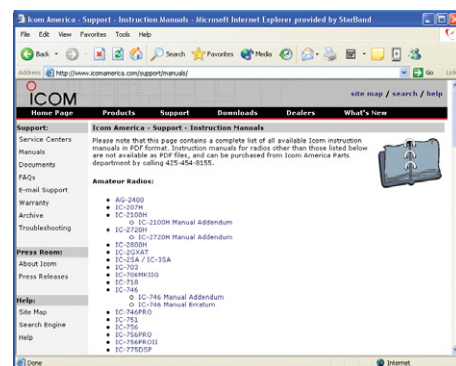 Icom America - Support - Instruction Manuals - Microsoft Internet Explorer provided by StarBand
File Edit View Favorites Tools Help
Back Search Favorites Media
Address http://www.icomamerica.com/support/manuals/ Go Links
ICOM
site map / search / help
Home Page Products Support Downloads Dealers What's New
Support:
Service Centers
Manuals
Documents
FAQs
E-mail Support
Warranty
Archive
Troubleshooting
Press Room:
About Icom
Press Releases
Help:
Site Map
Search Engine
Help
Icom America - Support - Instruction Manuals
Please note that this page contains a complete list of all available Icom instruction
manuals in PDF format. Instruction manuals for radios other than those listed below
are not available as PDF files, and can be purchased from Icom America Parts
department by calling 425-454-8155.
Amateur Radios:
• AG-2400
• IC-207H
• IC-2100H
o IC-2100H Manual Addendum
• IC-2720H
o IC-2720H Manual Addendum
• IC-2800H
• IC-2GXAT
• IC-2SA / IC-3SA
• IC-703
• IC-706MKIIG
• IC-718
• IC-746
o IC-746 Manual Addendum
o IC-746 Manual Erratum
• IC-746PRO
• IC-751
• IC-756
• IC-756PRO
• IC-756PROII
• IC-775DSP
Done Internet